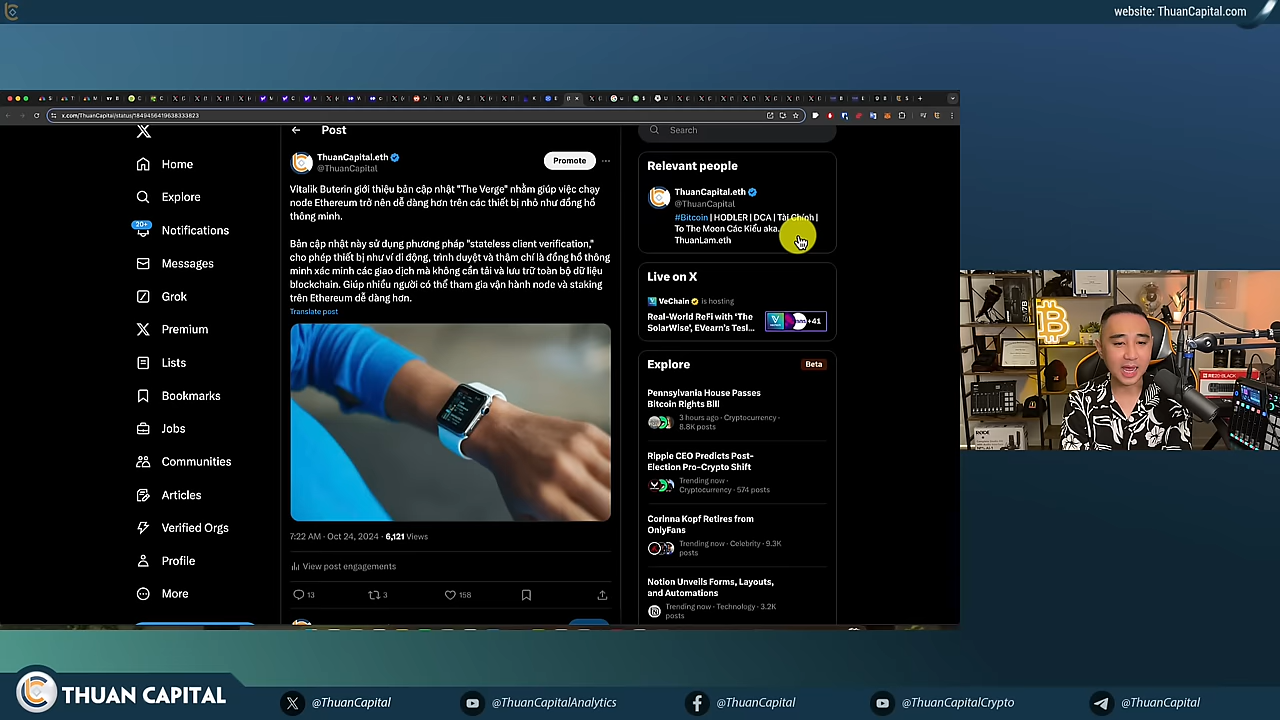 website: ThuanCapital.com
x.com/ThuanCapital/status/1849456419638333823
Post
Search
Home
Explore
20+
Notifications
Messages
Grok
Premium
Lists
Bookmarks
Jobs
Communities
Articles
Verified Orgs
Profile
More
ThuanCapital.eth
@ThuanCapital
Promote
Vitalik Buterin giới thiệu bản cập nhật "The Verge" nhằm giúp việc chạy
node Ethereum trở nên dễ dàng hơn trên các thiết bị nhỏ như đồng hồ
thông minh.
Bản cập nhật này sử dụng phương pháp "stateless client verification,"
cho phép thiết bị như ví di động, trình duyệt và thậm chí là đồng hồ thông
minh xác minh các giao dịch mà không cần tải và lưu trữ toàn bộ dữ liệu
blockchain. Giúp nhiều người có thể tham gia vận hành node và staking
trên Ethereum dễ dàng hơn.
Translate post
7:22 AM · Oct 24, 2024 · 6,121 Views
View post engagements
13
3
158
Relevant people
ThuanCapital.eth
@ThuanCapital
#Bitcoin | HODLER | DCA | Tài Chính |
To The Moon Các Kiểu aka.
ThuanLam.eth
Live on X
VeChain is hosting
Real-World ReFi with 'The
SolarWise', EVearn's Tesl...
+41
Explore
Beta
Pennsylvania House Passes
Bitcoin Rights Bill
3 hours ago · Cryptocurrency ·
8.8K posts
Ripple CEO Predicts Post-
Election Pro-Crypto Shift
Trending now ·
Cryptocurrency · 574 posts
Corinna Kopf Retires from
OnlyFans
Trending now · Celebrity · 9.3K
posts
Notion Unveils Forms, Layouts,
and Automations
Trending now · Technology · 3.2K
posts
THUAN CAPITAL
@ThuanCapital
@ThuanCapitalAnalytics
@ThuanCapital
@ThuanCapitalCrypto
@ThuanCapital